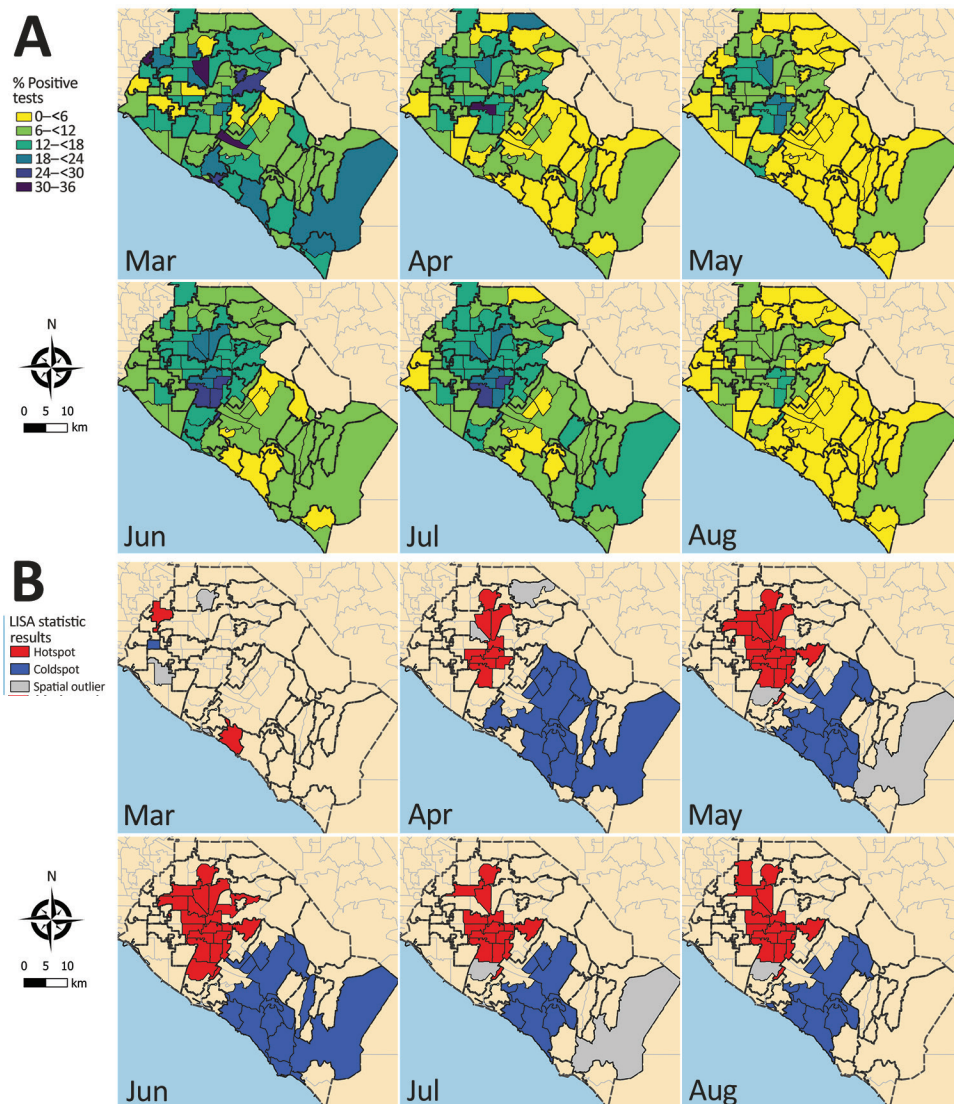 A
% Positive
tests
0–<6
6–<12
12–<18
18–<24
24–<30
30–36
Mar
Apr
May
N
0 5 10
km
Jun
Jul
Aug
B
LISA statistic
results
Hotspot
Coldspot
Spatial outlier
Mar
Apr
May
N
0 5 10
km
Jun
Jul
Aug